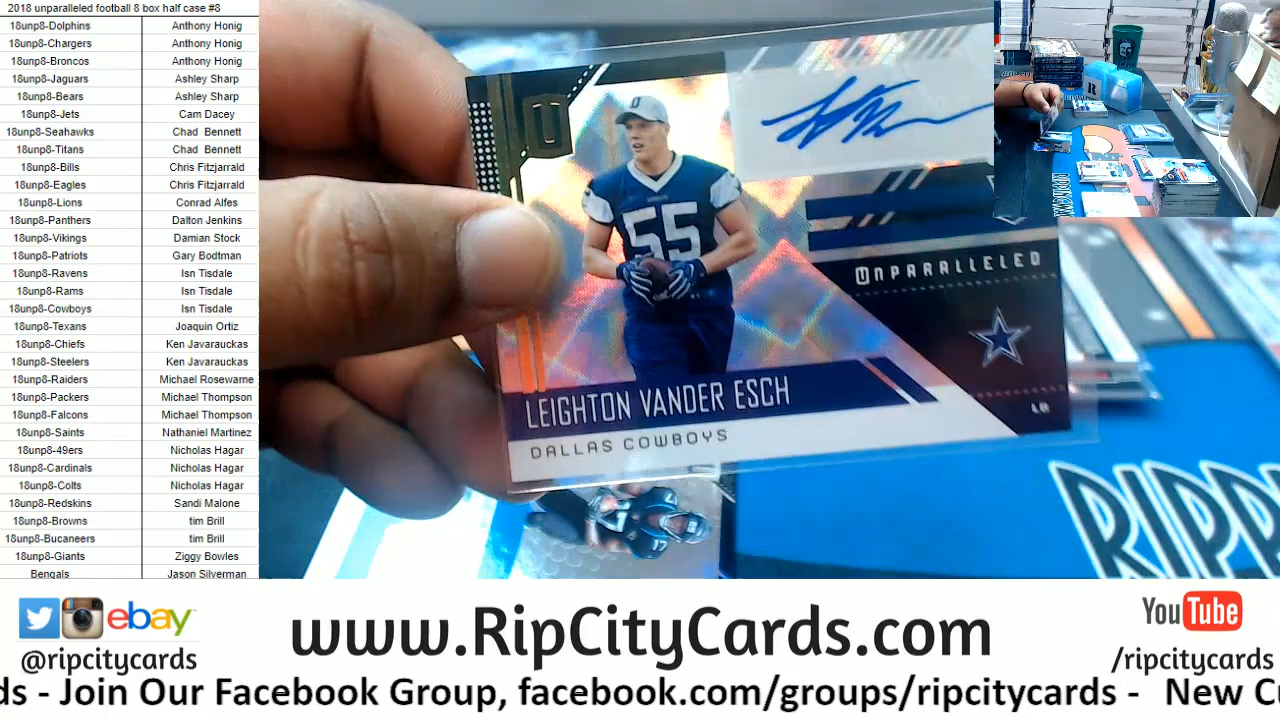 2018 unparalleled football 8 box half case #8
18unp8-Dolphins Anthony Honig
18unp8-Chargers Anthony Honig
18unp8-Broncos Anthony Honig
18unp8-Jaguars Ashley Sharp
18unp8-Bears Ashley Sharp
18unp8-Jets Cam Dacey
18unp8-Seahawks Chad Bennett
18unp8-Titans Chad Bennett
18unp8-Bills Chris Fitzjarrald
18unp8-Eagles Chris Fitzjarrald
18unp8-Lions Conrad Alfes
18unp8-Panthers Dalton Jenkins
18unp8-Vikings Damian Stock
18unp8-Patriots Gary Bodtman
18unp8-Ravens Isn Tisdale
18unp8-Rams Isn Tisdale
18unp8-Cowboys Isn Tisdale
18unp8-Texans Joaquin Ortiz
18unp8-Chiefs Ken Javarauckas
18unp8-Steelers Ken Javarauckas
18unp8-Raiders Michael Rosewarne
18unp8-Packers Michael Thompson
18unp8-Falcons Michael Thompson
18unp8-Saints Nathaniel Martinez
18unp8-49ers Nicholas Hagar
18unp8-Cardinals Nicholas Hagar
18unp8-Colts Nicholas Hagar
18unp8-Redskins Sandi Malone
18unp8-Browns tim Brill
18unp8-Bucaneers tim Brill
18unp8-Giants Ziggy Bowles
Bengals Jason Silverman
55
UNPARALLELED
LEIGHTON VANDER ESCH
DALLAS COWBOYS
LB
17
RIPP
ebay
@ripcitycards
www.RipCityCards.com
YouTube
/ripcitycards
ds - Join Our Facebook Group, facebook.com/groups/ripcitycards - New C